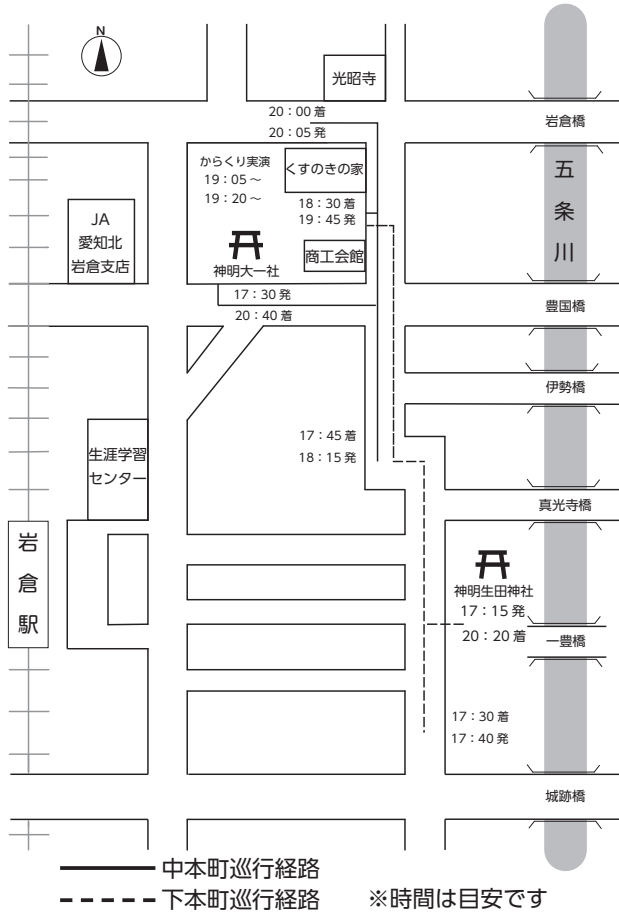 N
光昭寺
20：00 着
20：05 発
岩倉橋
からくり実演
19：05 ～
19：20 ～
くすのきの家
五条川
JA
愛知北
岩倉支店
18：30 着
19：45 発
神明大一社
商工会館
17：30 発
20：40 着
豊国橋
伊勢橋
17：45 着
18：15 発
生涯学習
センター
真光寺橋
岩倉駅
神明生田神社
17：15 発
20：20 着
一豊橋
17：30 着
17：40 発
城跡橋
中本町巡行経路
下本町巡行経路
※時間は目安です